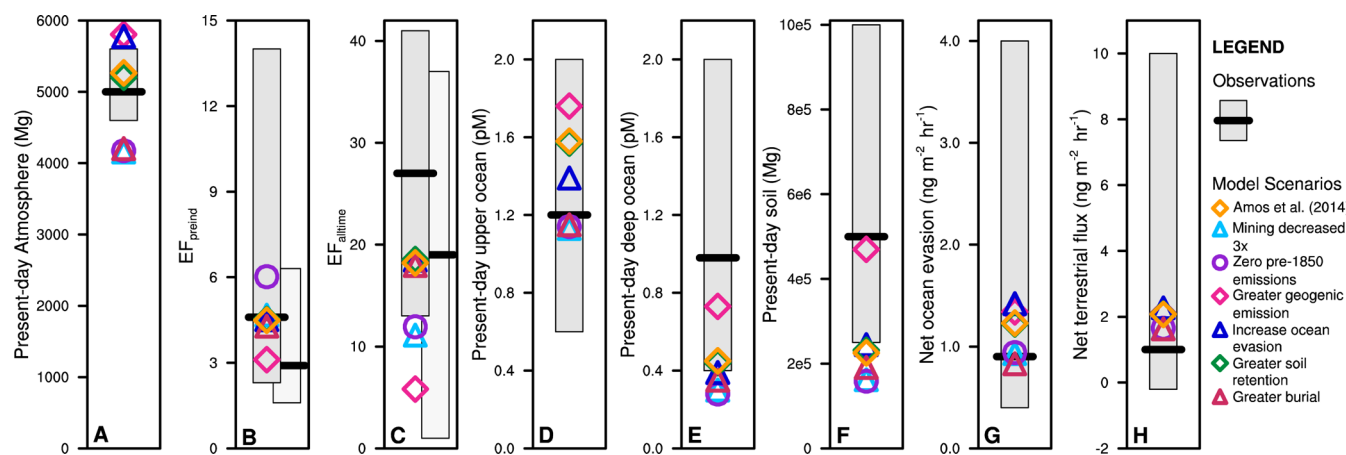 Present-day Atmosphere (Mg)
6000
5000
4000
3000
2000
1000
0
A
EFpreind
15
12
9
6
3
0
B
EFalltime
40
30
20
10
0
C
Present-day upper ocean (pM)
2.0
1.6
1.2
0.8
0.4
0.0
D
Present-day deep ocean (pM)
2.0
1.6
1.2
0.8
0.4
0.0
E
Present-day soil (Mg)
10e5
8e5
6e5
4e5
2e5
0
F
Net ocean evasion (ng m⁻² hr⁻¹)
4.0
3.0
2.0
1.0
0.0
G
Net terrestrial flux (ng m⁻² hr⁻¹)
10
8
6
4
2
0
-2
H
LEGEND
Observations
Model Scenarios
Amos et al. (2014
Mining decreased
3x
Zero pre-1850
emissions
Greater geogenic
emission
Increase ocean
evasion
Greater soil
retention
Greater burial